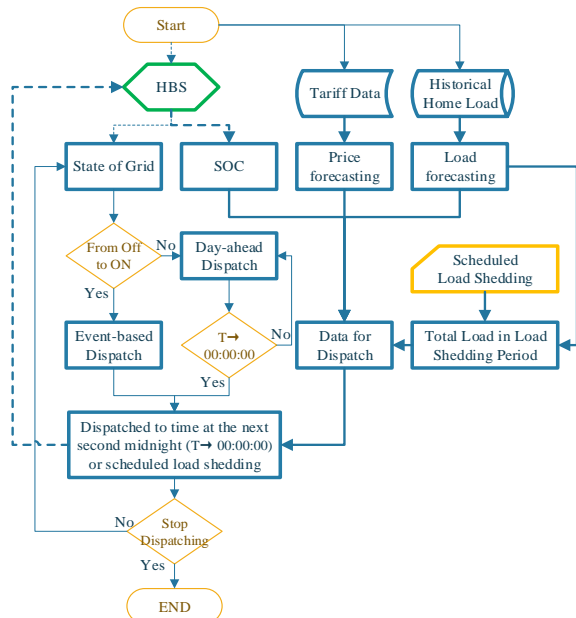 Start
HBS
Tariff Data
Historical
Home Load
State of Grid
SOC
Price
forecasting
Load
forecasting
From Off
to ON
No
Day-ahead
Dispatch
Scheduled
Load Shedding
Yes
Event-based
Dispatch
T→
00:00:00
No
Data for
Dispatch
Total Load in Load
Shedding Period
Yes
Dispatched to time at the next
second midnight (T→ 00:00:00)
or scheduled load shedding
No
Stop
Dispatching
Yes
END